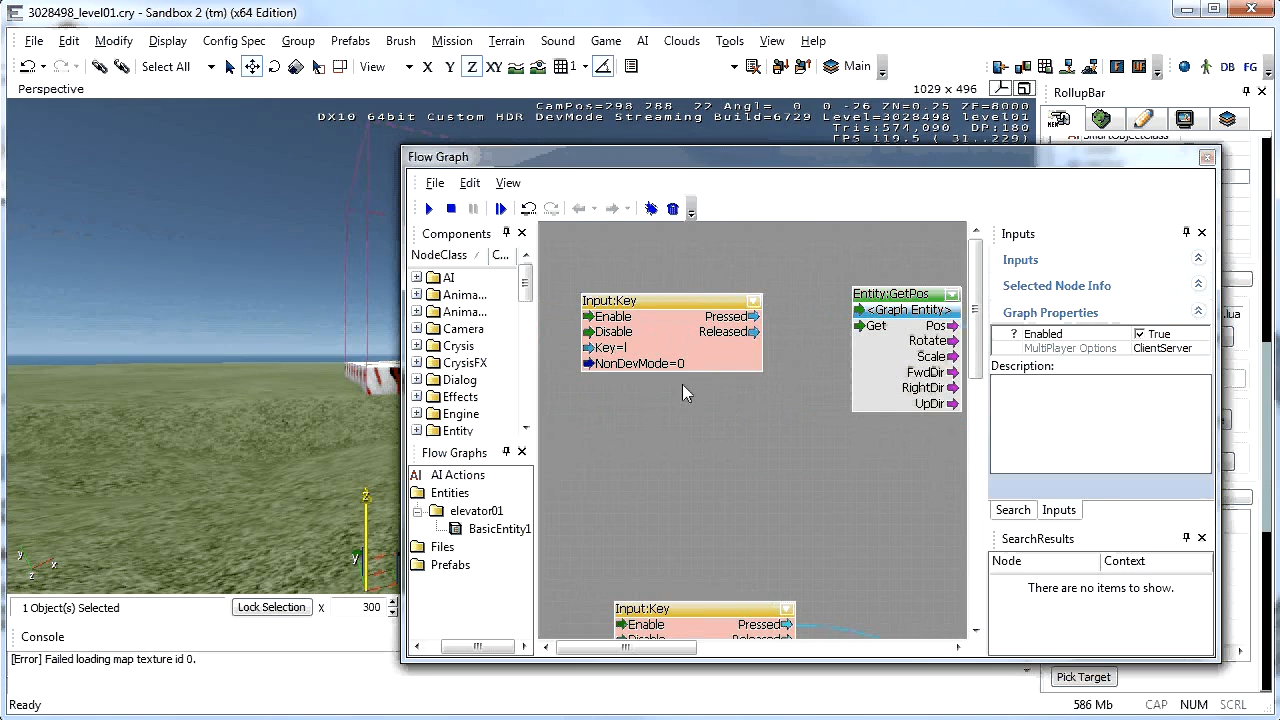 3028498_level01.cry - Sandbox 2 (tm) (x64 Edition)
File Edit Modify Display Config Spec Group Prefabs Brush Mission Terrain Sound Game AI Clouds Tools View Help
Select All View X Y Z XY 1 Main DB FG
Perspective 1029 x 496 RollupBar
CamPos=298 288 22 Angl= 0 0 -26 ZN=0.25 ZF=8000
DX10 64bit Custom HDR DevMode Streaming Build=6729 Level=3028498 level01
Tris:574,090 DP:180
FPS 119.5 ( 31..229)
SmartObjectClass
Flow Graph
File Edit View
Components
NodeClass C...
AI
Anima...
Anima...
Camera
Crysis
CrysisFX
Dialog
Effects
Engine
Entity
Flow Graphs
AI AI Actions
Entities
elevator01
BasicEntity1
Files
Prefabs
Input:Key
Enable Pressed
Disable Released
Key=l
NonDevMode=0
Entity:GetPos
<Graph Entity>
Get Pos
Rotate
Scale
FwdDir
RightDir
UpDir
Input:Key
Enable Pressed
Disable Released
Inputs
Inputs
Selected Node Info
Graph Properties
? Enabled True
MultiPlayer Options ClientServer
Description:
Search Inputs
SearchResults
Node Context
There are no items to show.
.lua
z
y
x
z
y
1 Object(s) Selected Lock Selection X 300
Console
[Error] Failed loading map texture id 0.
Pick Target
Ready 586 Mb CAP NUM SCRL